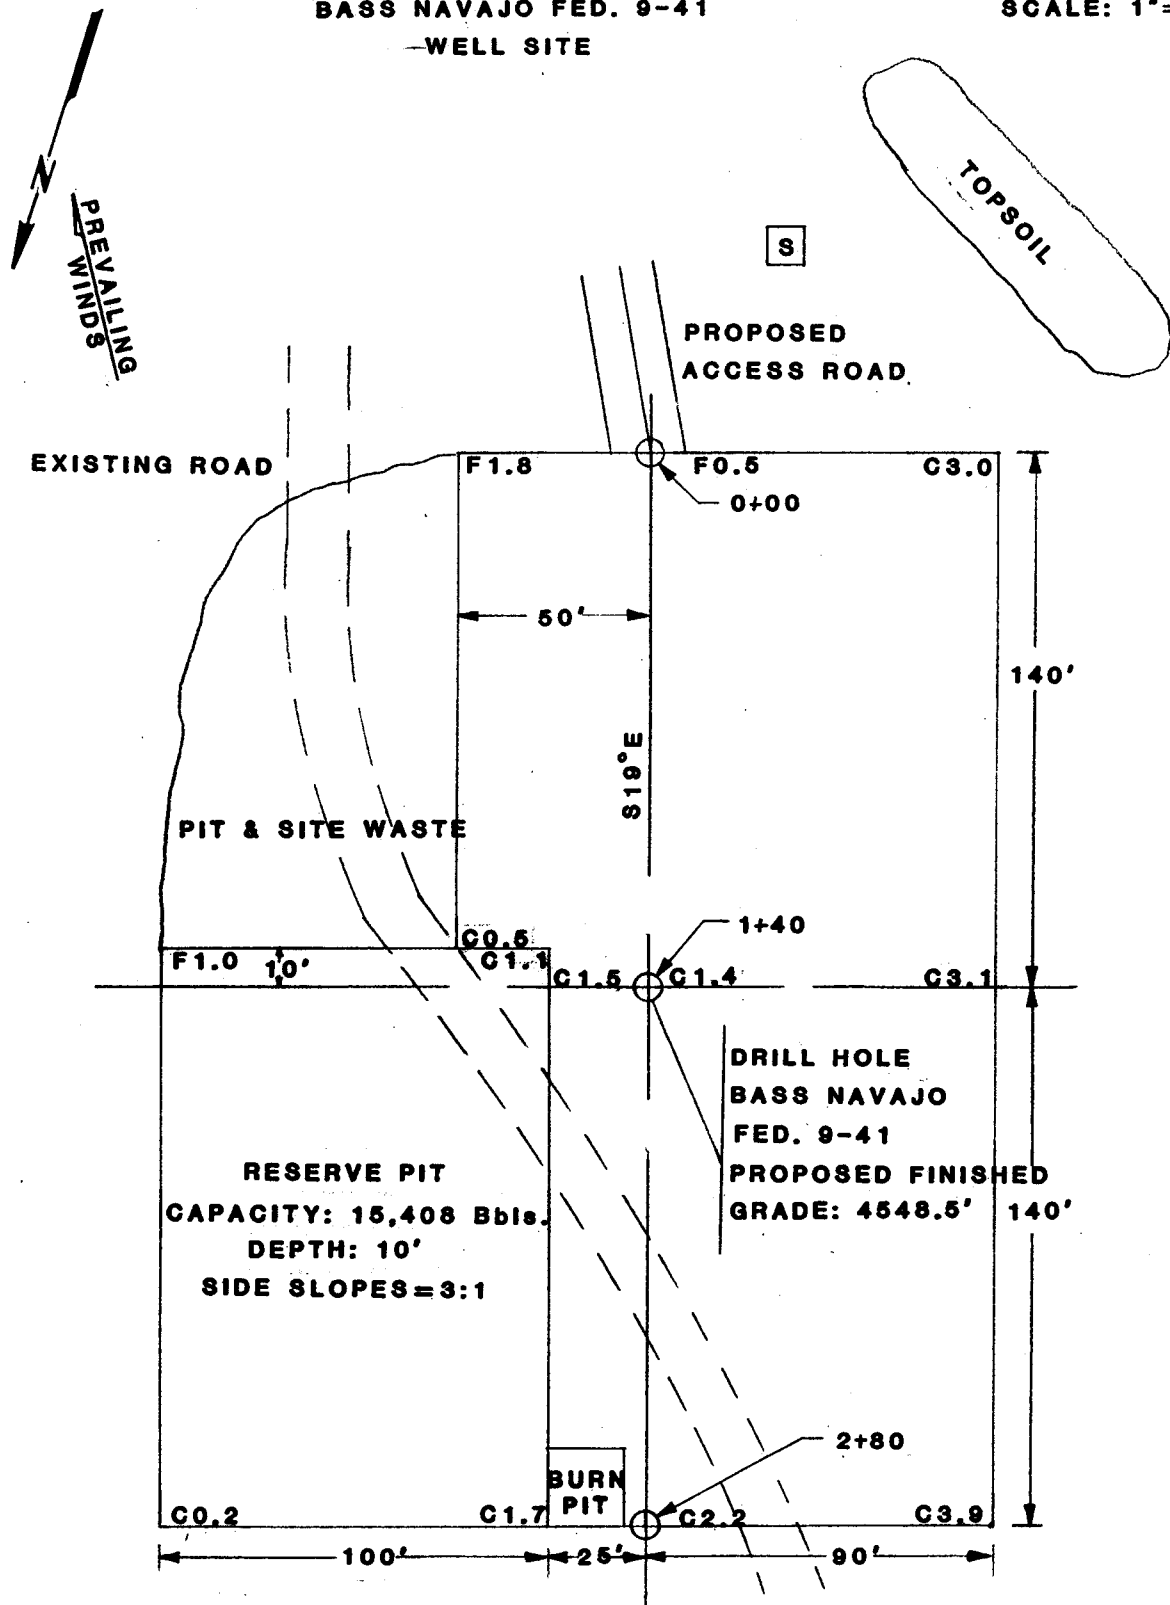 BASS NAVAJO FED. 9-41
WELL SITE
SCALE: 1"=
N
PREVAILING
WINDS
TOPSOIL
S
PROPOSED
ACCESS ROAD
EXISTING ROAD
F1.8
F0.5
C3.0
0+00
50'
140'
S19°E
PIT & SITE WASTE
1+40
C0.5
F1.0
10'
C1.1
C1.5
C1.4
C3.1
DRILL HOLE
BASS NAVAJO
FED. 9-41
PROPOSED FINISHED
GRADE: 4548.5'
140'
RESERVE PIT
CAPACITY: 15,408 Bbls.
DEPTH: 10'
SIDE SLOPES=3:1
2+80
BURN
PIT
C0.2
C1.7
C2.2
C3.9
100'
25'
90'